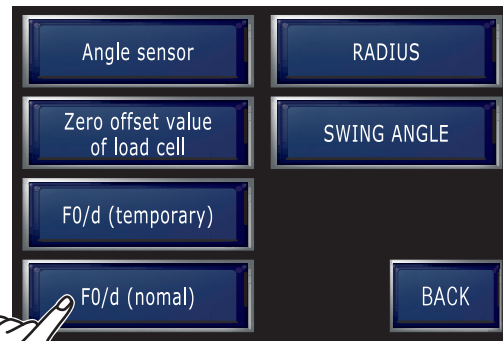 Angle sensor
RADIUS
Zero offset value
of load cell
SWING ANGLE
F0/d (temporary)
F0/d (nomal)
BACK